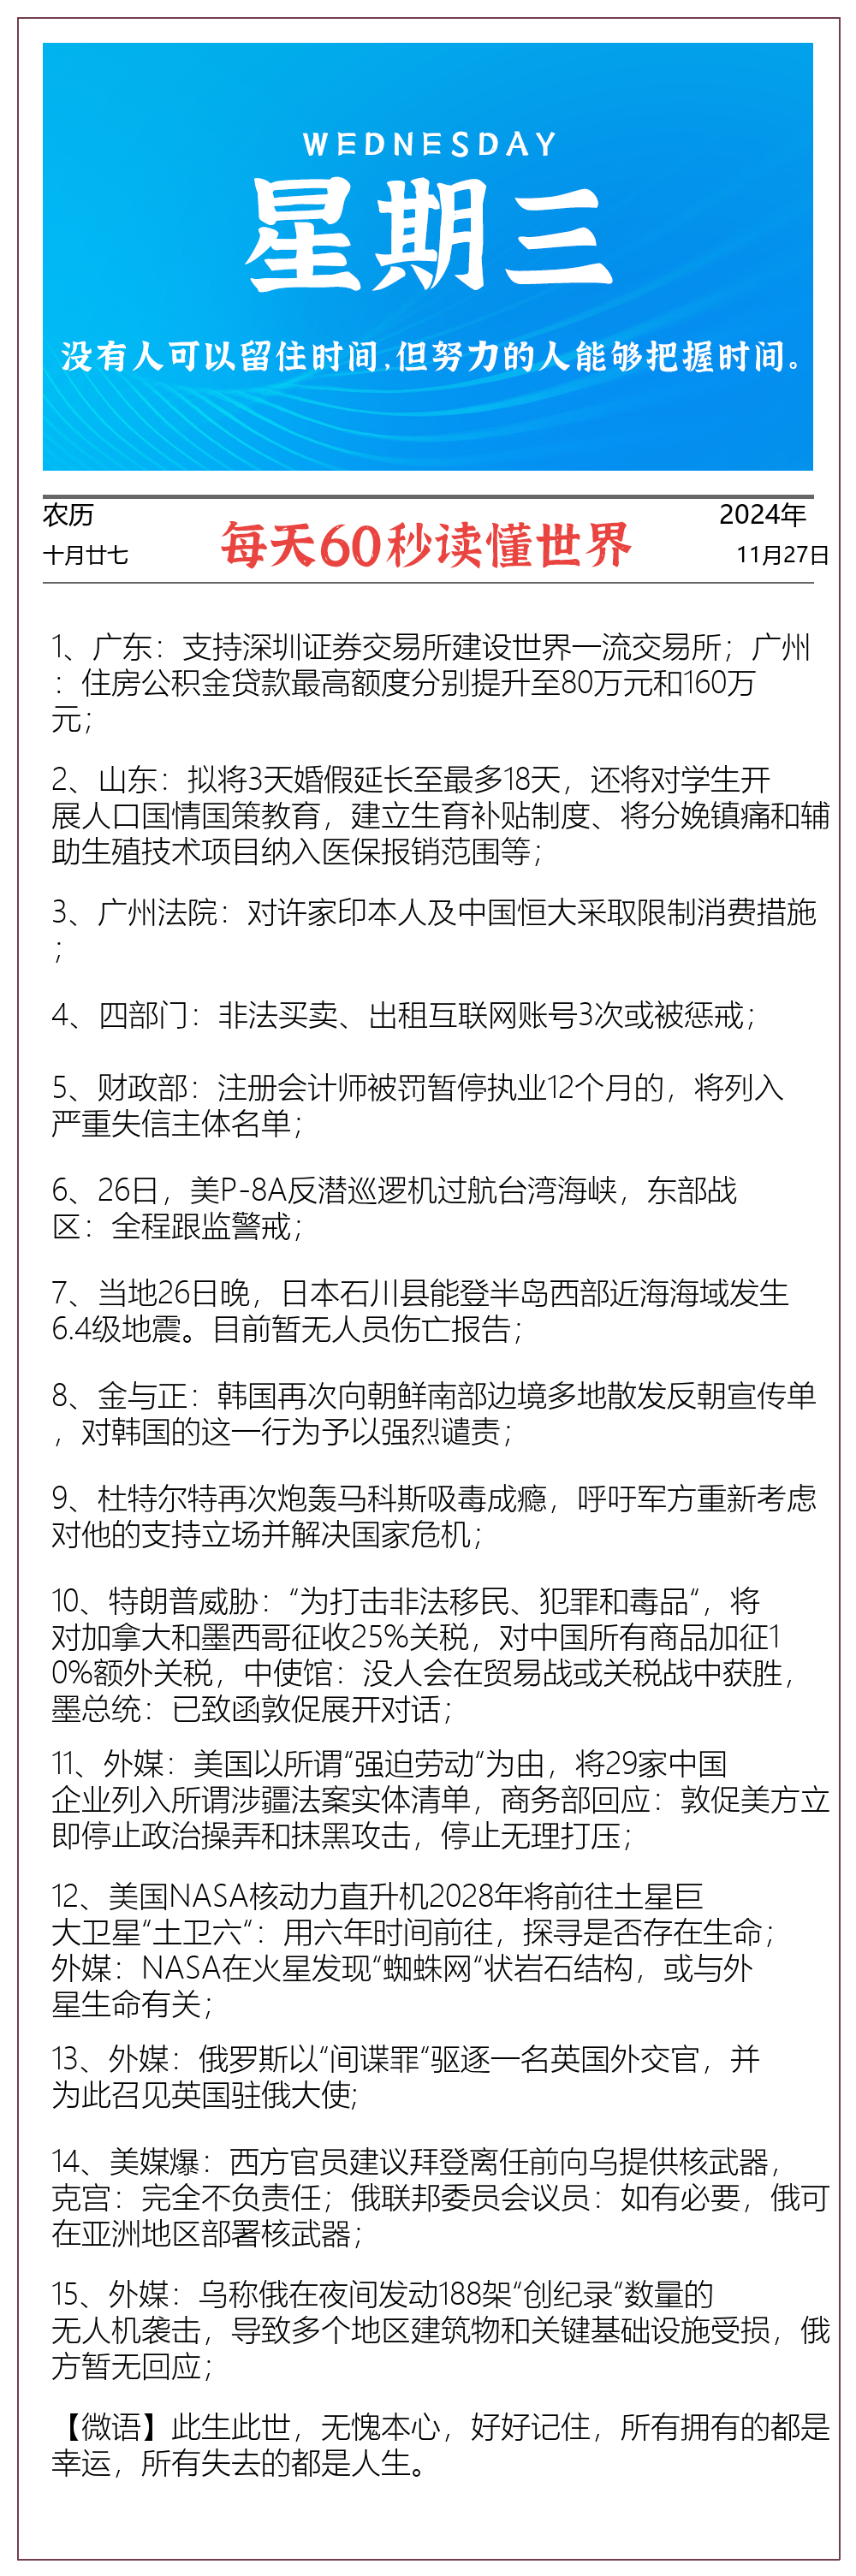 WEDNESDAY
星期三
没有人可以留住时间,但努力的人能够把握时间。
农历
十月廿七
每天60秒读懂世界
2024年
11月27日
1、广东：支持深圳证券交易所建设世界一流交易所；广州
：住房公积金贷款最高额度分别提升至80万元和160万
元；
2、山东：拟将3天婚假延长至最多18天，还将对学生开
展人口国情国策教育，建立生育补贴制度、将分娩镇痛和辅
助生殖技术项目纳入医保报销范围等；
3、广州法院：对许家印本人及中国恒大采取限制消费措施
；
4、四部门：非法买卖、出租互联网账号3次或被惩戒；
5、财政部：注册会计师被罚暂停执业12个月的，将列入
严重失信主体名单；
6、26日，美P-8A反潜巡逻机过航台湾海峡，东部战
区：全程跟监警戒；
7、当地26日晚，日本石川县能登半岛西部近海海域发生
6.4级地震。目前暂无人员伤亡报告；
8、金与正：韩国再次向朝鲜南部边境多地散发反朝宣传单
，对韩国的这一行为予以强烈谴责；
9、杜特尔特再次炮轰马科斯吸毒成瘾，呼吁军方重新考虑
对他的支持立场并解决国家危机；
10、特朗普威胁：“为打击非法移民、犯罪和毒品“，将
对加拿大和墨西哥征收25%关税，对中国所有商品加征1
0%额外关税，中使馆：没人会在贸易战或关税战中获胜，
墨总统：已致函敦促展开对话；
11、外媒：美国以所谓“强迫劳动“为由，将29家中国
企业列入所谓涉疆法案实体清单，商务部回应：敦促美方立
即停止政治操弄和抹黑攻击，停止无理打压；
12、美国NASA核动力直升机2028年将前往土星巨
大卫星“土卫六“：用六年时间前往，探寻是否存在生命；
外媒：NASA在火星发现“蜘蛛网“状岩石结构，或与外
星生命有关；
13、外媒：俄罗斯以“间谍罪“驱逐一名英国外交官，并
为此召见英国驻俄大使;
14、美媒爆：西方官员建议拜登离任前向乌提供核武器，
克宫：完全不负责任；俄联邦委员会议员：如有必要，俄可
在亚洲地区部署核武器；
15、外媒：乌称俄在夜间发动188架“创纪录“数量的
无人机袭击，导致多个地区建筑物和关键基础设施受损，俄
方暂无回应；
【微语】此生此世，无愧本心，好好记住，所有拥有的都是
幸运，所有失去的都是人生。